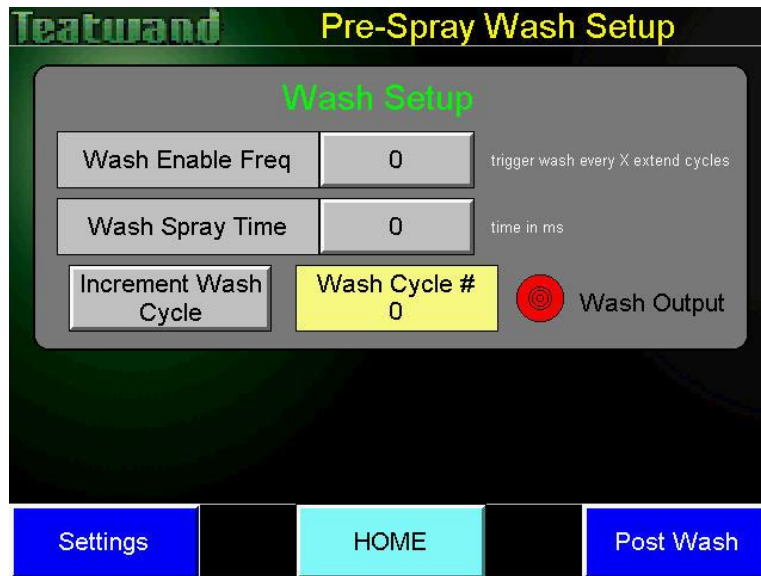 Teatwand
Pre-Spray Wash Setup
Wash Setup
Wash Enable Freq
0
trigger wash every X extend cycles
Wash Spray Time
0
time in ms
Increment Wash
Cycle
Wash Cycle #
0
Wash Output
Settings
HOME
Post Wash